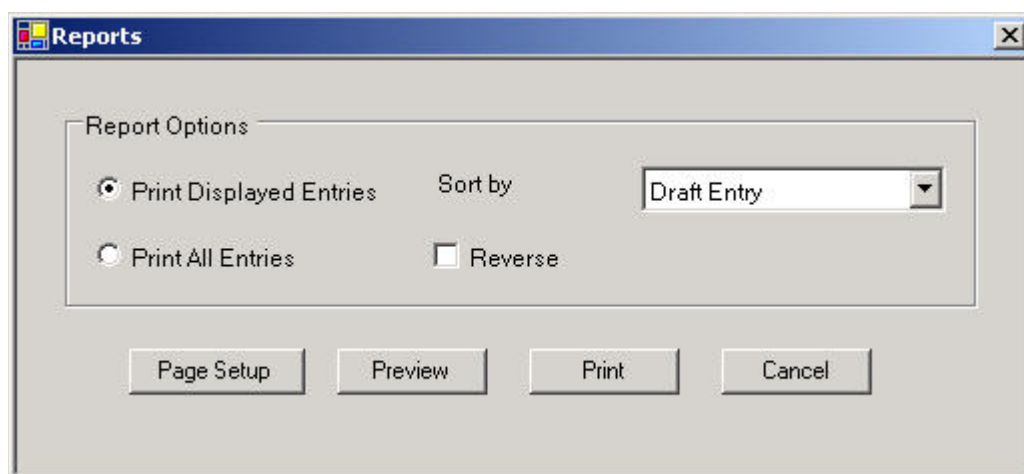 Reports
Report Options
Print Displayed Entries
Sort by
Draft Entry
Print All Entries
Reverse
Page Setup
Preview
Print
Cancel